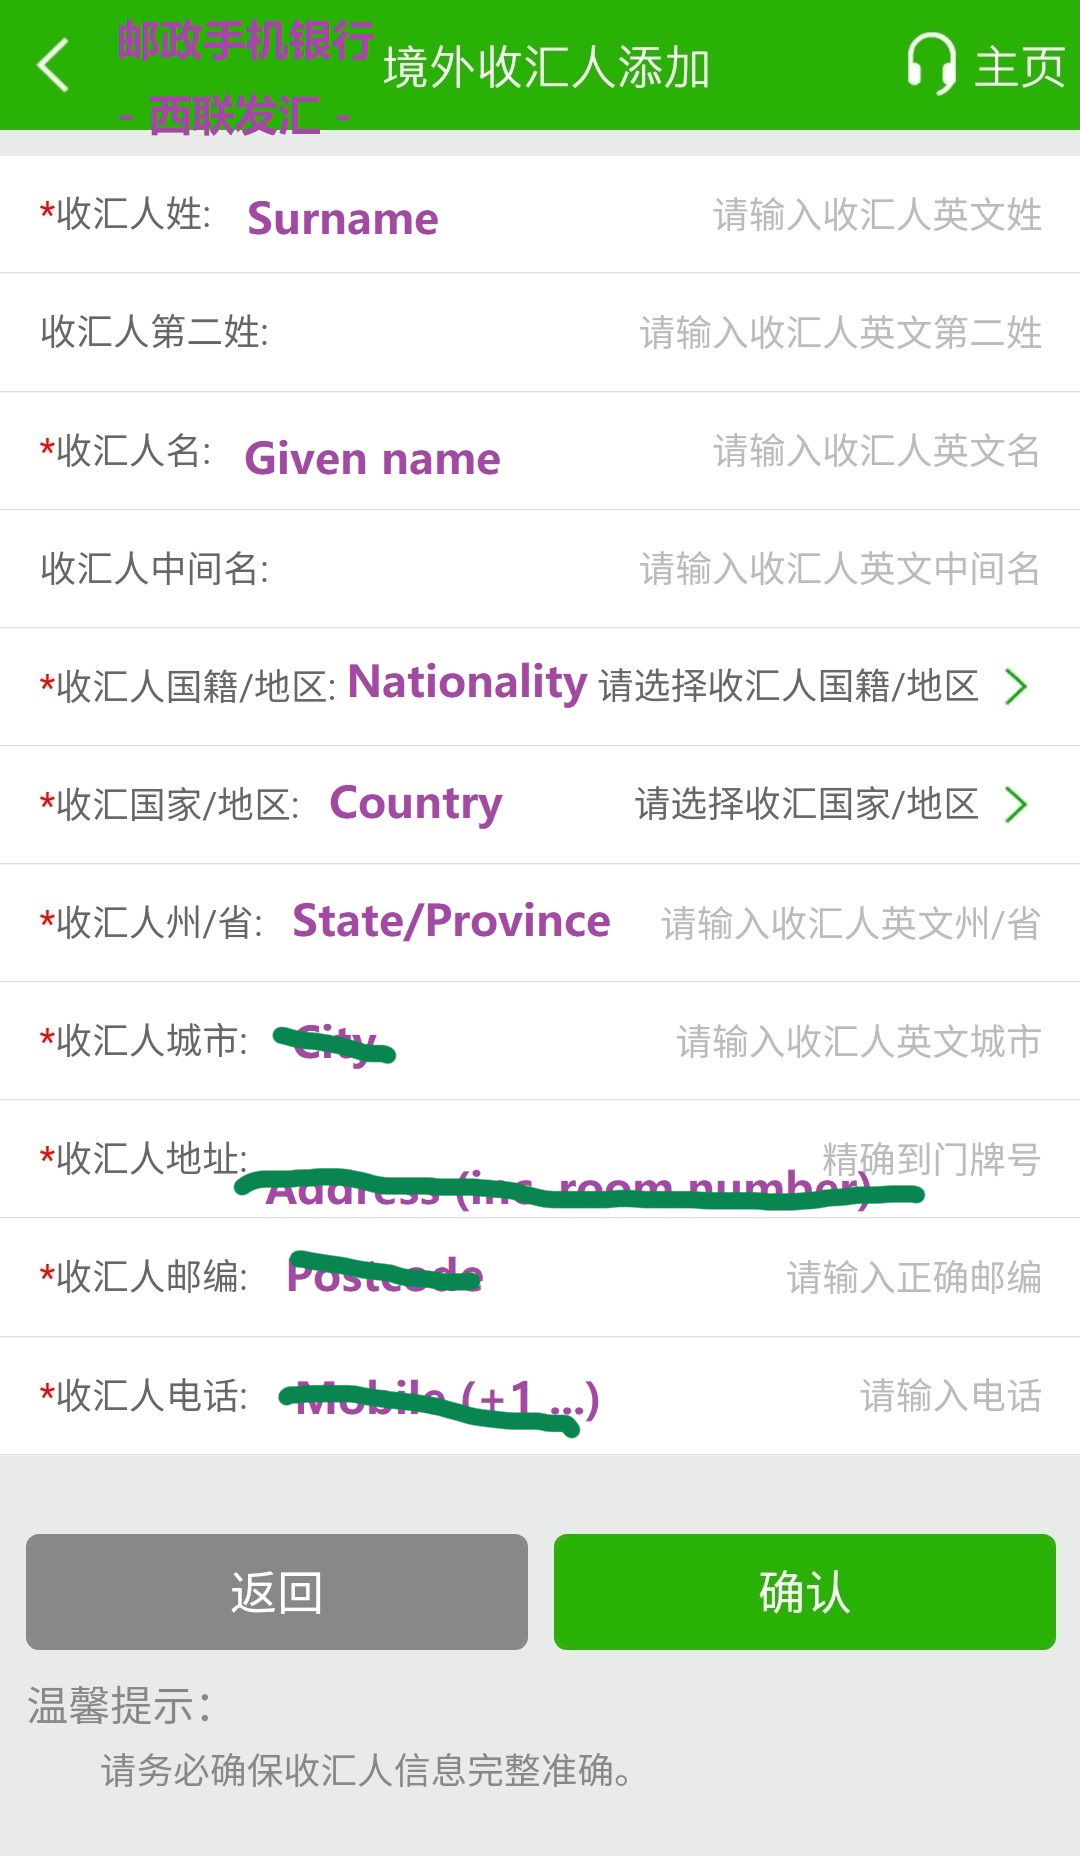 邮政手机银行
境外收汇人添加
主页
- 西联发汇 -
*收汇人姓: Surname 请输入收汇人英文姓
收汇人第二姓: 请输入收汇人英文第二姓
*收汇人名: Given name 请输入收汇人英文名
收汇人中间名: 请输入收汇人英文中间名
*收汇人国籍/地区: Nationality 请选择收汇人国籍/地区
*收汇国家/地区: Country 请选择收汇国家/地区
*收汇人州/省: State/Province 请输入收汇人英文州/省
*收汇人城市: City 请输入收汇人英文城市
*收汇人地址: 精确到门牌号
Address (inc. room number)
*收汇人邮编: Postcode 请输入正确邮编
*收汇人电话: Mobile (+1 ...) 请输入电话
返回
确认
温馨提示:
请务必确保收汇人信息完整准确。